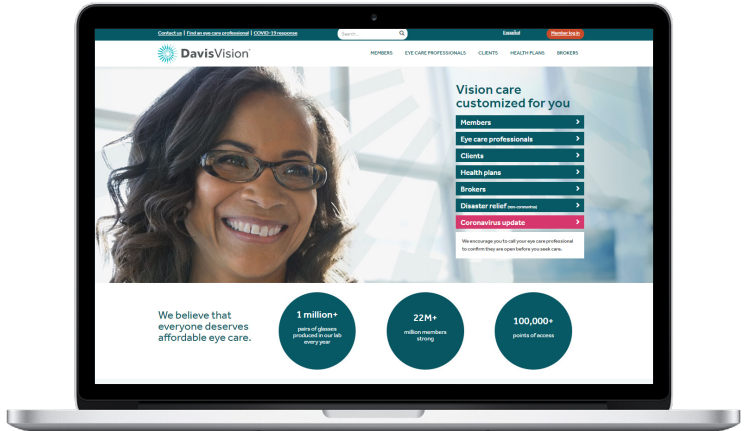 Contact us | Find an eye care professional | COVID-19 response
Search...
Español
Member log in
DavisVision
MEMBERS EYE CARE PROFESSIONALS CLIENTS HEALTH PLANS BROKERS
Vision care
customized for you
Members
Eye care professionals
Clients
Health plans
Brokers
Disaster relief (non-coronavirus)
Coronavirus update
We encourage you to call your eye care professional
to confirm they are open before you seek care.
We believe that
everyone deserves
affordable eye care.
1 million+
pairs of glasses
produced in our lab
every year
22M+
million members
strong
100,000+
points of access